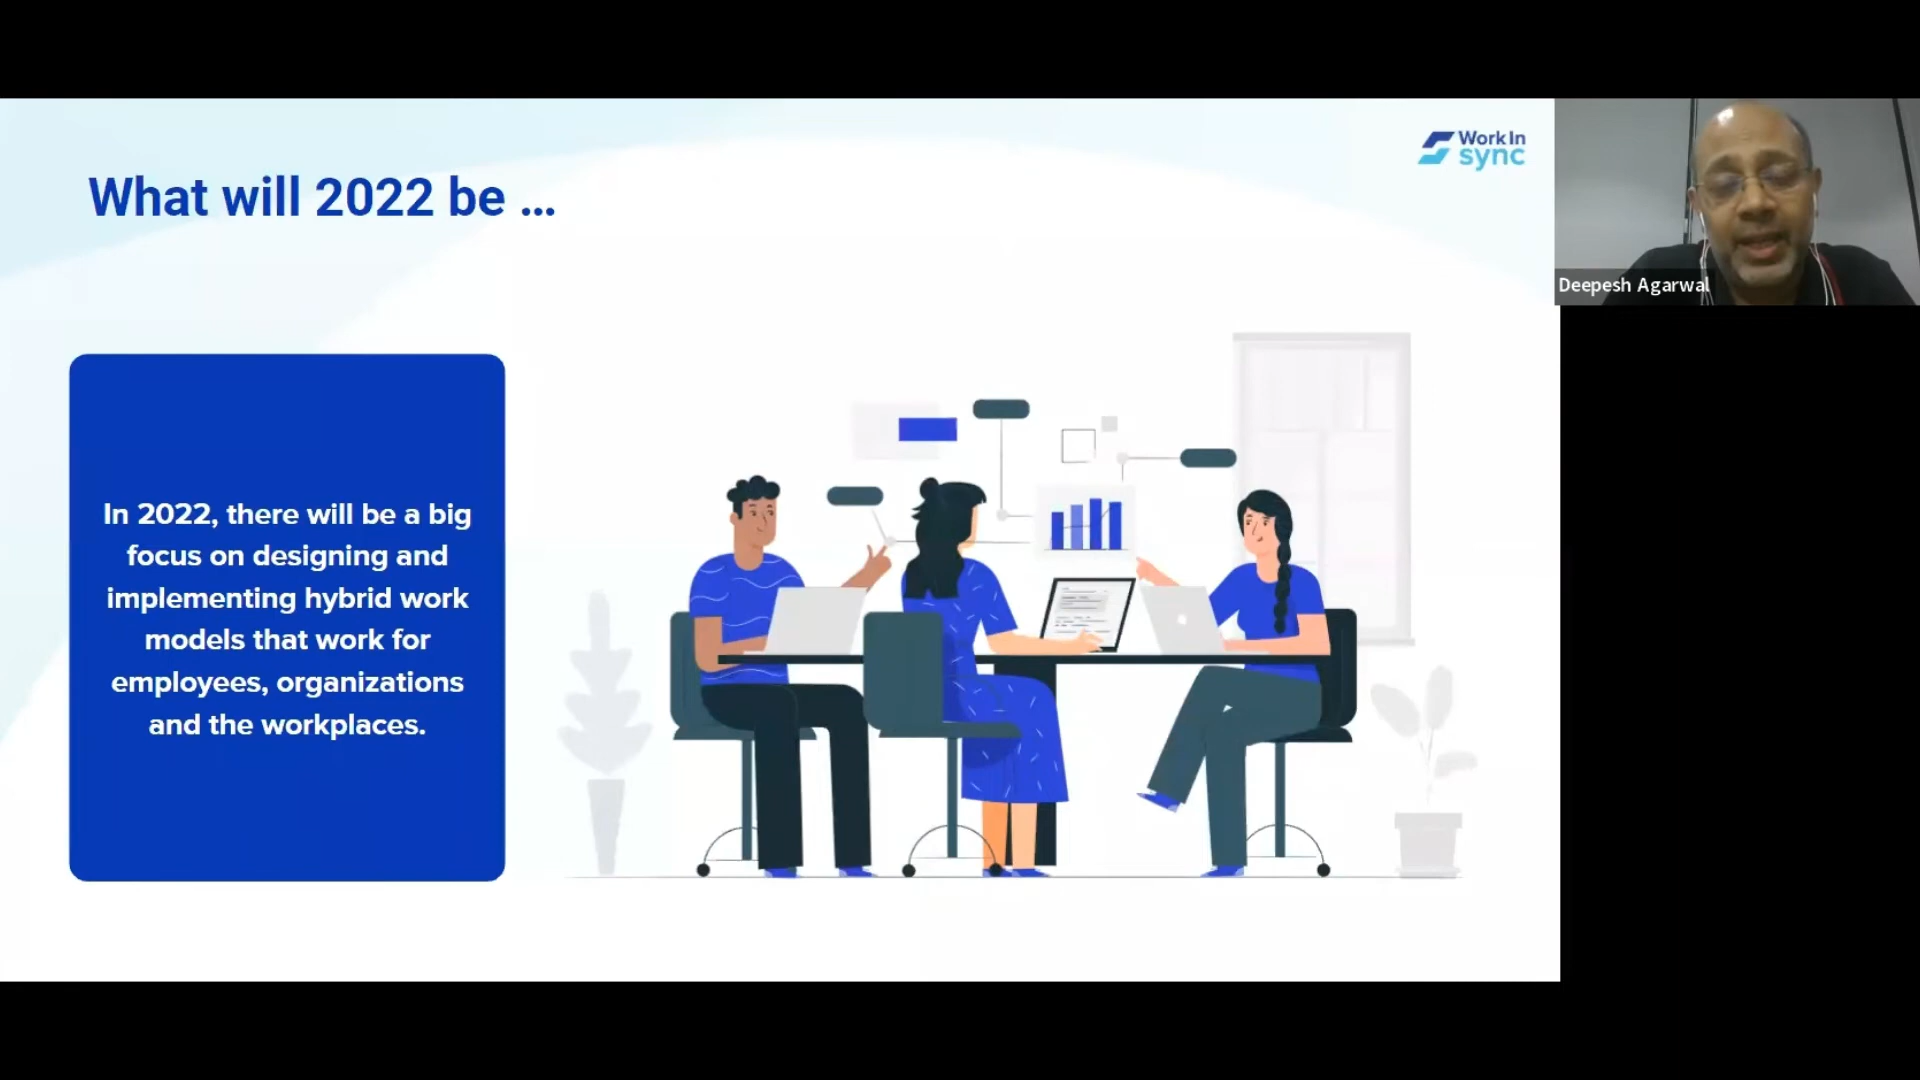 What will 2022 be ...
Work In
sync
Deepesh Agarwal
In 2022, there will be a big
focus on designing and
implementing hybrid work
models that work for
employees, organizations
and the workplaces.